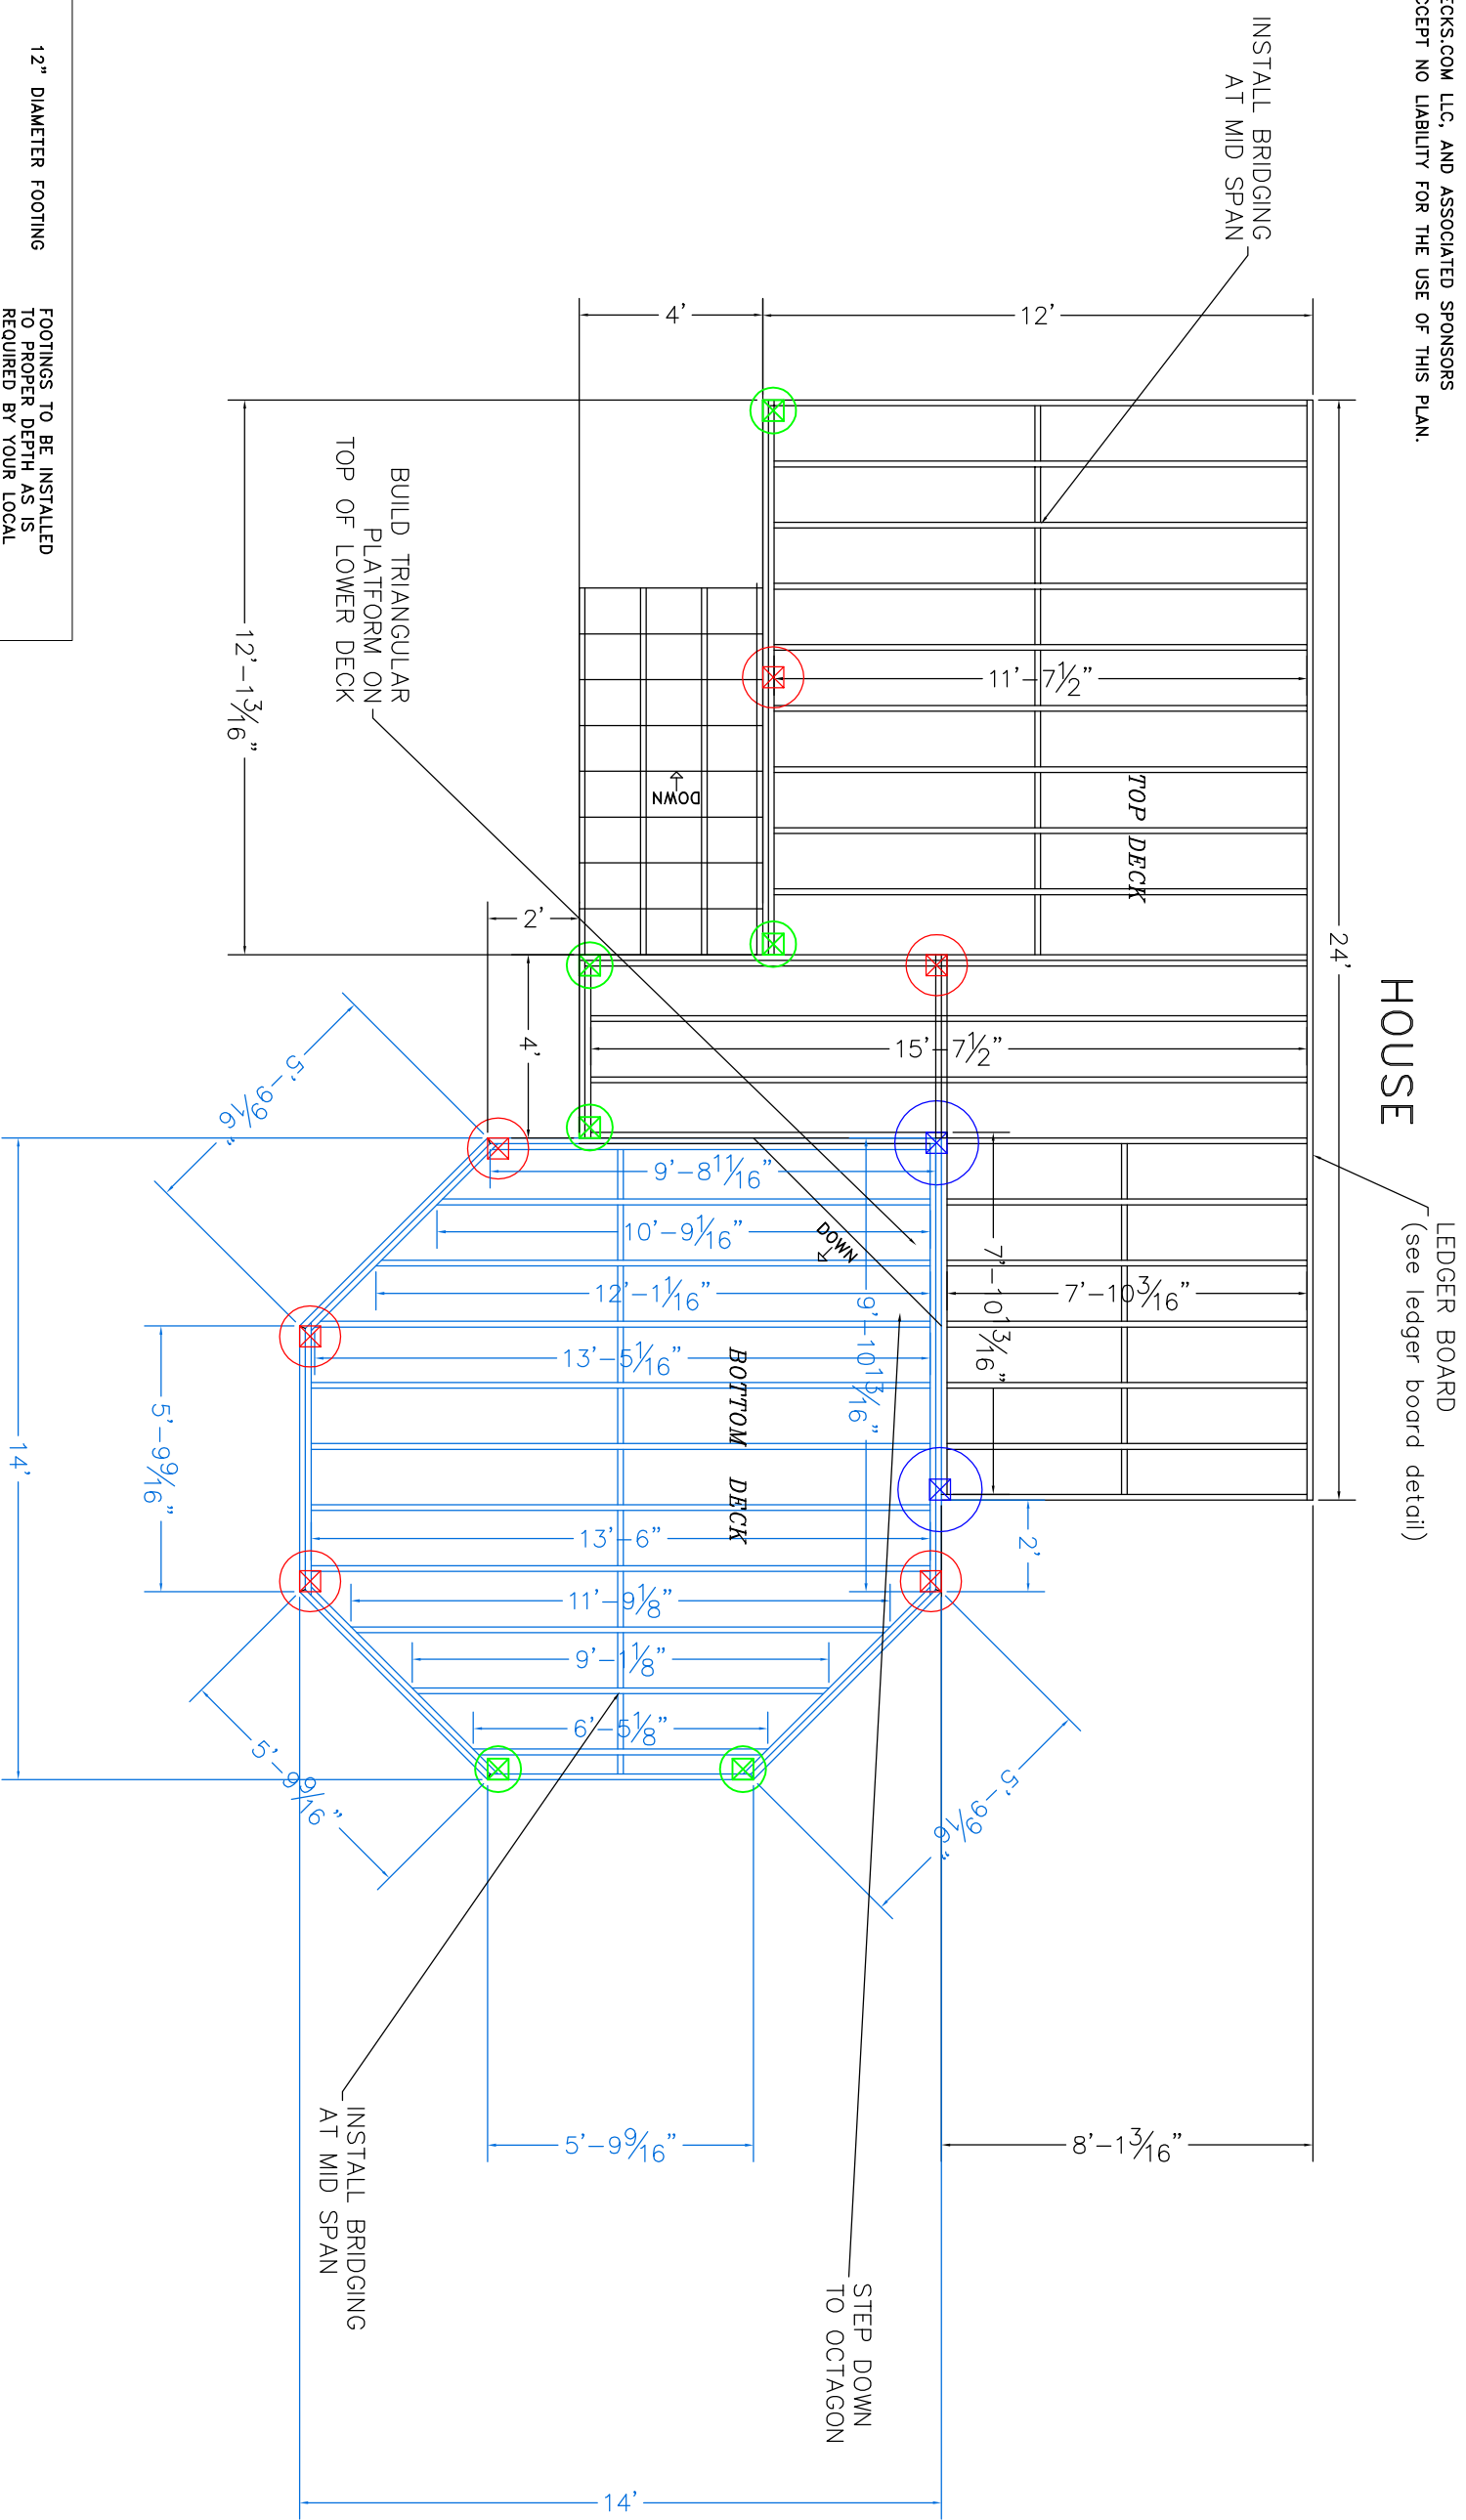 ECKS.COM LLC, AND ASSOCIATED SPONSORS
CCEPT NO LIABILITY FOR THE USE OF THIS PLAN.
HOUSE
LEDGER BOARD
(see ledger board detail)
24'
INSTALL BRIDGING
AT MID SPAN
12'
4'
11'-7 1/2"
TOP DECK
DOWN
15'-7 1/2"
7'-10 3/16"
7'-10 13/16"
2'
8'-1 3/16"
BUILD TRIANGULAR
PLATFORM ON
TOP OF LOWER DECK
12'-1 3/16"
2'
4'
DOWN
9'-8 11/16"
10'-9 1/16"
12'-1 1/16"
13'-5 1/16"
9'-10 13/16"
BOTTOM DECK
13'-6"
11'-9 1/8"
9'-1 1/8"
6'-5 1/8"
5'-9 9/16"
5'-9 9/16"
5'-9 9/16"
5'-9 9/16"
5'-9 9/16"
14'
14'
STEP DOWN
TO OCTAGON
INSTALL BRIDGING
AT MID SPAN
12" DIAMETER FOOTING
FOOTINGS TO BE INSTALLED
TO PROPER DEPTH AS IS
REQUIRED BY YOUR LOCAL